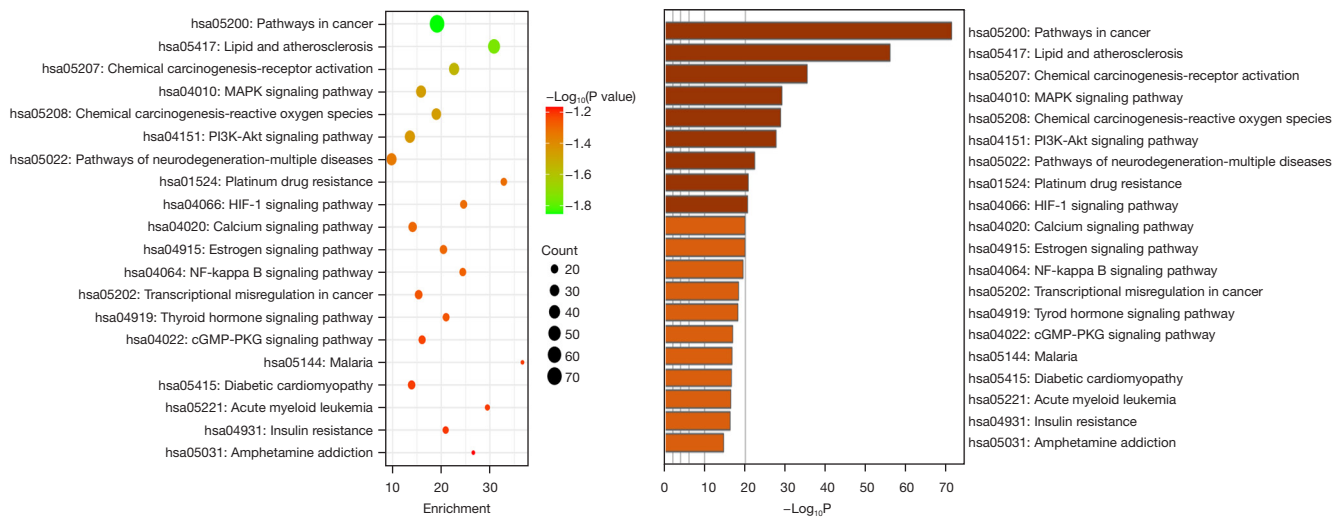 hsa05200: Pathways in cancer
hsa05417: Lipid and atherosclerosis
hsa05207: Chemical carcinogenesis-receptor activation
hsa04010: MAPK signaling pathway
hsa05208: Chemical carcinogenesis-reactive oxygen species
hsa04151: PI3K-Akt signaling pathway
hsa05022: Pathways of neurodegeneration-multiple diseases
hsa01524: Platinum drug resistance
hsa04066: HIF-1 signaling pathway
hsa04020: Calcium signaling pathway
hsa04915: Estrogen signaling pathway
hsa04064: NF-kappa B signaling pathway
hsa05202: Transcriptional misregulation in cancer
hsa04919: Thyroid hormone signaling pathway
hsa04022: cGMP-PKG signaling pathway
hsa05144: Malaria
hsa05415: Diabetic cardiomyopathy
hsa05221: Acute myeloid leukemia
hsa04931: Insulin resistance
hsa05031: Amphetamine addiction
10 20 30
Enrichment
−Log10(P value)
−1.2
−1.4
−1.6
−1.8
Count
20
30
40
50
60
70
hsa05200: Pathways in cancer
hsa05417: Lipid and atherosclerosis
hsa05207: Chemical carcinogenesis-receptor activation
hsa04010: MAPK signaling pathway
hsa05208: Chemical carcinogenesis-reactive oxygen species
hsa04151: PI3K-Akt signaling pathway
hsa05022: Pathways of neurodegeneration-multiple diseases
hsa01524: Platinum drug resistance
hsa04066: HIF-1 signaling pathway
hsa04020: Calcium signaling pathway
hsa04915: Estrogen signaling pathway
hsa04064: NF-kappa B signaling pathway
hsa05202: Transcriptional misregulation in cancer
hsa04919: Tyrod hormone signaling pathway
hsa04022: cGMP-PKG signaling pathway
hsa05144: Malaria
hsa05415: Diabetic cardiomyopathy
hsa05221: Acute myeloid leukemia
hsa04931: Insulin resistance
hsa05031: Amphetamine addiction
0 10 20 30 40 50 60 70
−Log10P